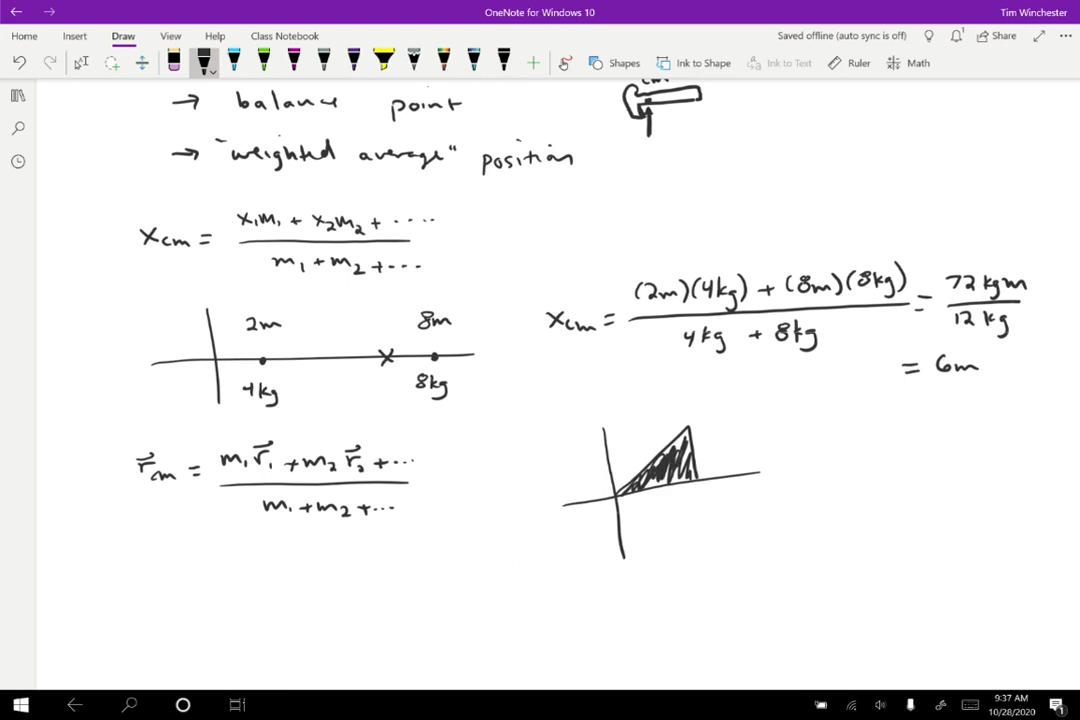 OneNote for Windows 10
Tim Winchester
Home Insert Draw View Help Class Notebook
Saved offline (auto sync is off) Share
Shapes Ink to Shape Ink to Text Ruler Math
cm
→ balance point
→ "weighted average" position
xcm = x₁m₁ + x₂m₂ + ....
m₁ + m₂ + ...
2m 8m
4kg 8kg
xcm = (2m)(4kg) + (8m)(8kg) = 72 kgm
4kg + 8kg 12 kg
= 6m
r⃗cm = m₁r⃗₁ + m₂r⃗₂ + ...
m₁ + m₂ + ...
9:37 AM
10/28/2020
1